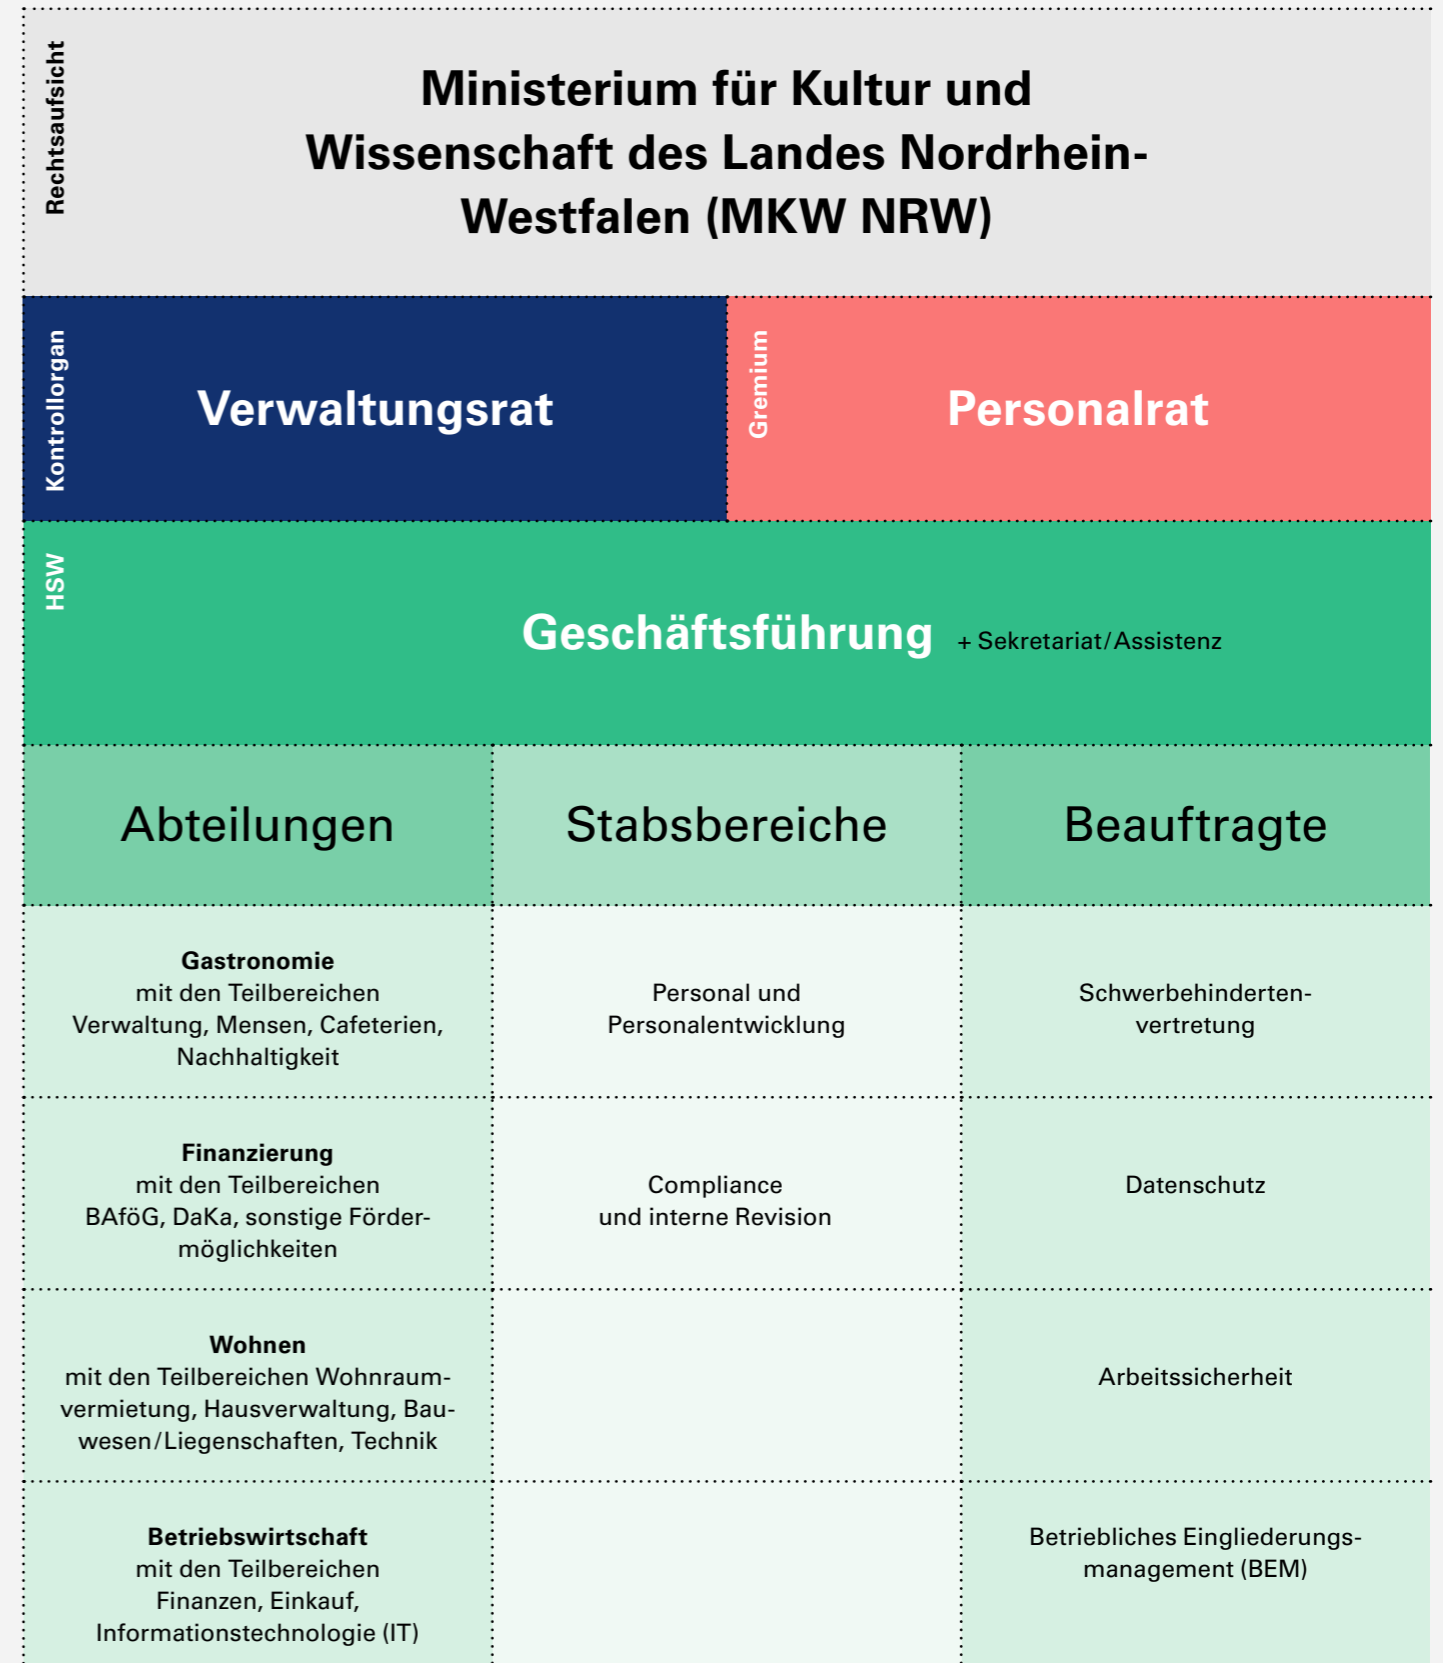 Rechtsaufsicht
Ministerium für Kultur und
Wissenschaft des Landes Nordrhein-
Westfalen (MKW NRW)
Kontrollorgan
Verwaltungsrat
Gremium
Personalrat
HSW
Geschäftsführung + Sekretariat/Assistenz
Abteilungen
Stabsbereiche
Beauftragte
Gastronomie
mit den Teilbereichen
Verwaltung, Mensen, Cafeterien,
Nachhaltigkeit
Personal und
Personalentwicklung
Schwerbehinderten-
vertretung
Finanzierung
mit den Teilbereichen
BAföG, DaKa, sonstige Förder-
möglichkeiten
Compliance
und interne Revision
Datenschutz
Wohnen
mit den Teilbereichen Wohnraum-
vermietung, Hausverwaltung, Bau-
wesen/Liegenschaften, Technik
Arbeitssicherheit
Betriebswirtschaft
mit den Teilbereichen
Finanzen, Einkauf,
Informationstechnologie (IT)
Betriebliches Eingliederungs-
management (BEM)